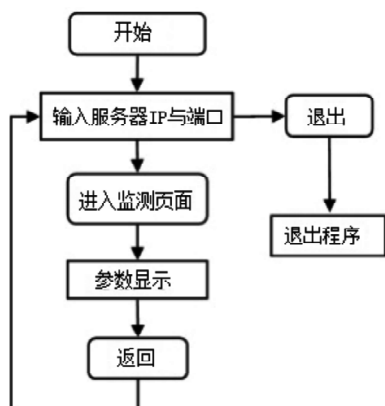 开始
输入服务器IP与端口
退出
进入监测页面
退出程序
参数显示
返回